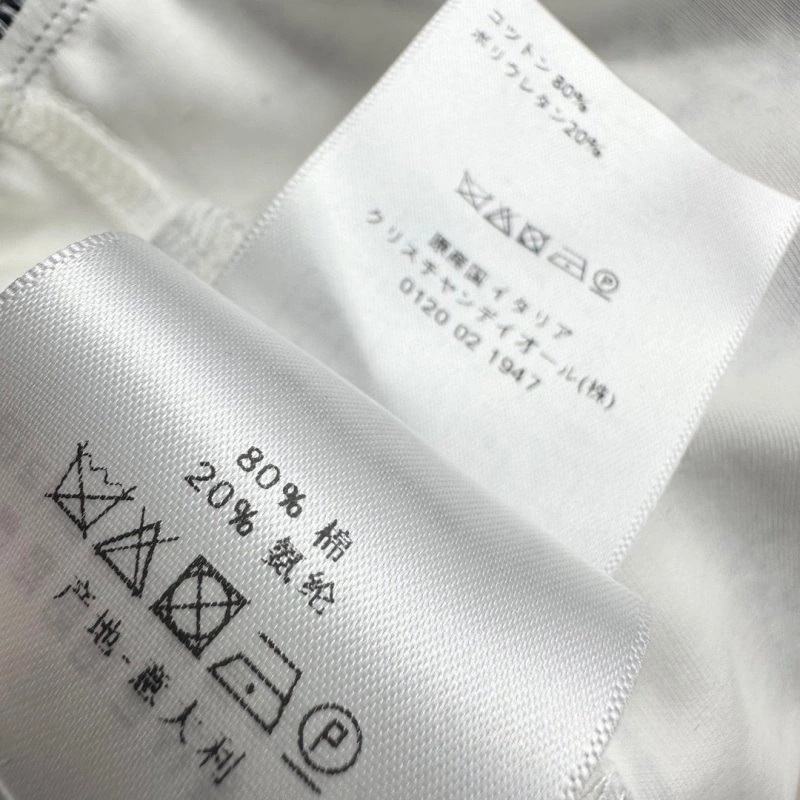 コットン 80%
ポリウレタン20%
原産国 イタリア
クリスチャンディオール(株)
0120 02 1947
80% 棉
20% 氨纶
P
产地-意大利